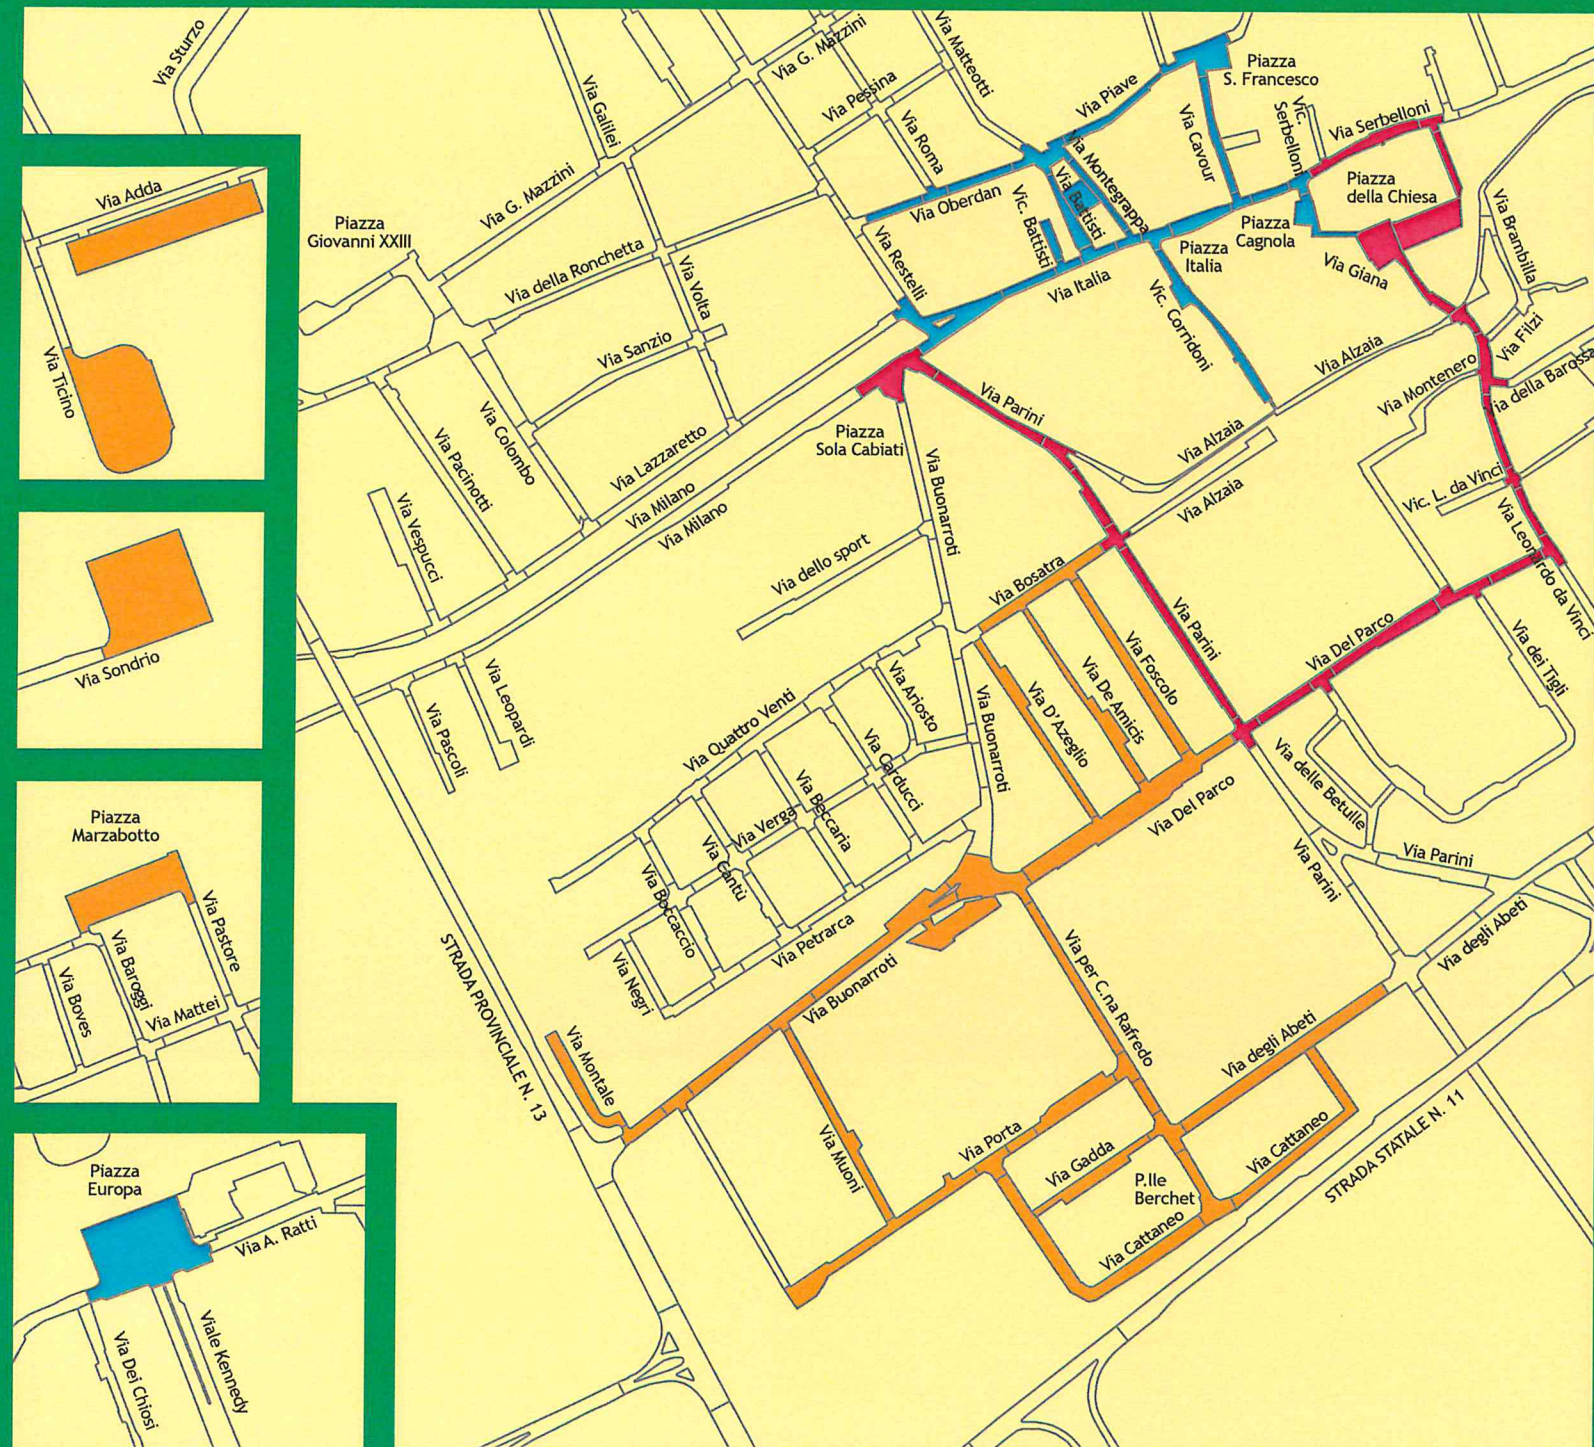 Via Sturzo
Via Galilei
Via G. Mazzini
Via Pessina
Via Matteotti
Via Roma
Via Piave
Piazza
S. Francesco
Vic.
Serbelloni
Via Serbelloni
Via Cavour
Via Montegrappa
Via Battisti
Vic. Battisti
Via Oberdan
Piazza
della Chiesa
Via Brambilla
Via Adda
Via Ticino
Piazza
Giovanni XXIII
Via G. Mazzini
Via della Ronchetta
Via Volta
Via Restelli
Via Italia
Piazza
Italia
Piazza
Cagnola
Via Giana
Vic. Corridoni
Via Sanzio
Via Alzaia
Via Filzi
Via Montenero
Via della Barossa
Via Parini
Piazza
Sola Cabiati
Via Colombo
Via Pacinotti
Via Lazzaretto
Via Milano
Via Milano
Via Vespucci
Via Buonarroti
Via Alzaia
Via Alzaia
Vic. L. da Vinci
Via Leonardo da Vinci
Via dello sport
Via Bosatra
Via Parini
Via Del Parco
Via dei Tigli
Via Sondrio
Via Leopardi
Via Pascoli
Via Quattro Venti
Via Ariosto
Via Buonarroti
Via Foscolo
Via De Amicis
Via D'Azeglio
Via Carducci
Via Beccaria
Via Verga
Via Cantù
Via Boccaccio
Via Del Parco
Via delle Betulle
Via Parini
Via Parini
Piazza
Marzabotto
Via Pastore
Via Baroggi
Via Boves
Via Mattei
Via Negri
Via Petrarca
Via Buonarroti
Via per C.na Rafredo
Via degli Abeti
STRADA PROVINCIALE N. 13
Via Montale
Via Muoni
Via degli Abeti
Via Porta
Via Gadda
Via Cattaneo
P.lle
Berchet
Via Cattaneo
STRADA STATALE N. 11
Piazza
Europa
Via A. Ratti
Via Dei Chiosi
Viale Kennedy